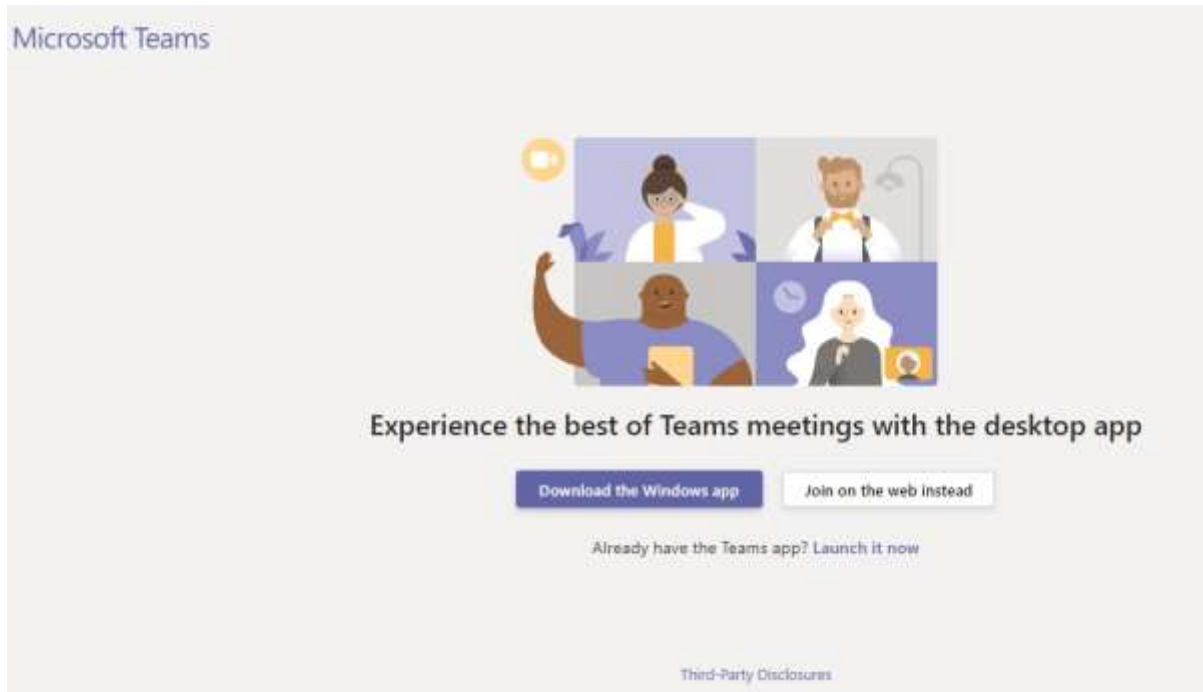 Microsoft Teams
Experience the best of Teams meetings with the desktop app
Download the Windows app
Join on the web instead
Already have the Teams app? Launch it now
Third-Party Disclosures